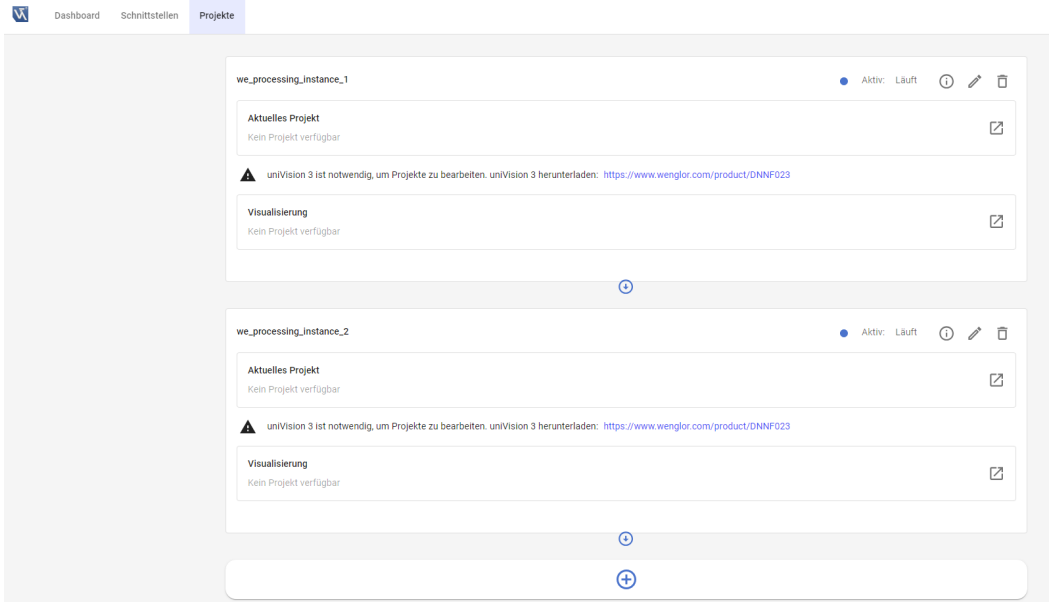 Dashboard Schnittstellen Projekte
we_processing_instance_1 Aktiv: Läuft
Aktuelles Projekt
Kein Projekt verfügbar
uniVision 3 ist notwendig, um Projekte zu bearbeiten. uniVision 3 herunterladen: https://www.wenglor.com/product/DNNF023
Visualisierung
Kein Projekt verfügbar
we_processing_instance_2 Aktiv: Läuft
Aktuelles Projekt
Kein Projekt verfügbar
uniVision 3 ist notwendig, um Projekte zu bearbeiten. uniVision 3 herunterladen: https://www.wenglor.com/product/DNNF023
Visualisierung
Kein Projekt verfügbar